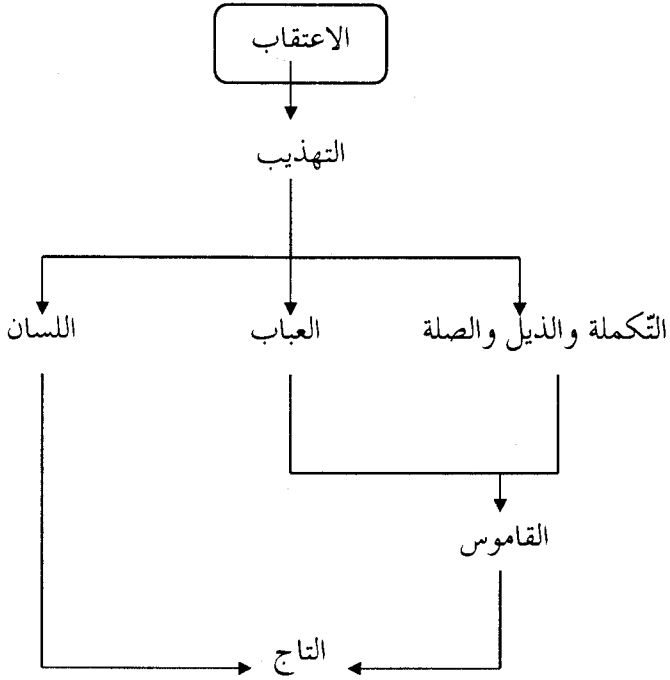 الاعتقاب
التهذيب
التّكملة والذيل والصلة
العباب
اللسان
القاموس
التاج